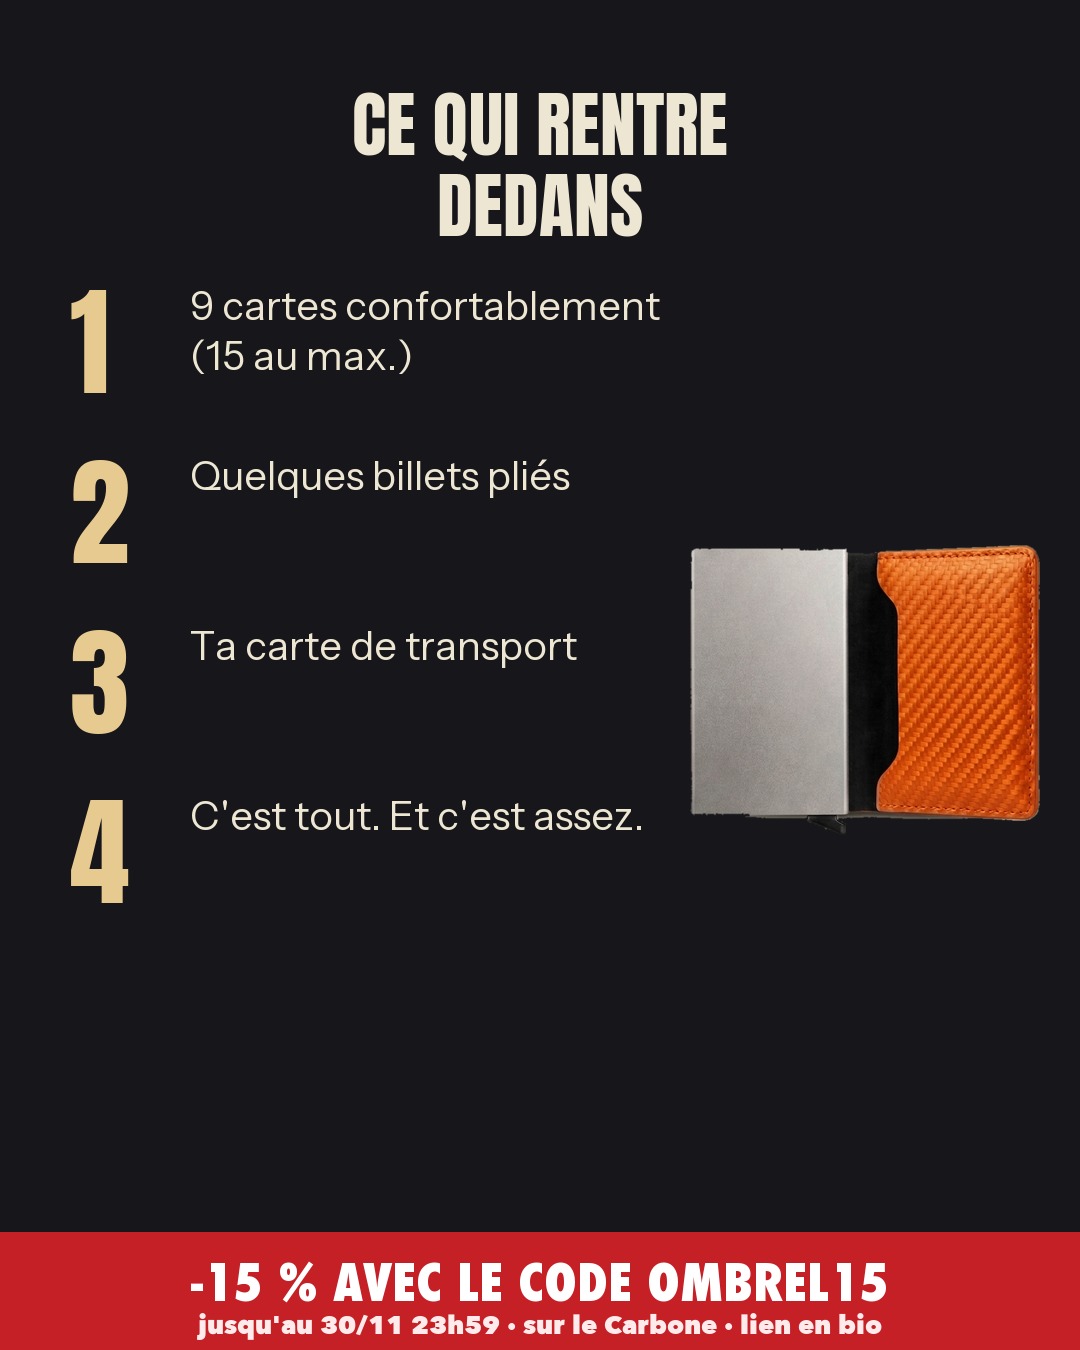 CE QUI RENTRE
DEDANS
1
9 cartes confortablement
(15 au max.)
2
Quelques billets pliés
3
Ta carte de transport
4
C'est tout. Et c'est assez.
-15 % AVEC LE CODE OMBREL15
jusqu'au 30/11 23h59 • sur le Carbone • lien en bio